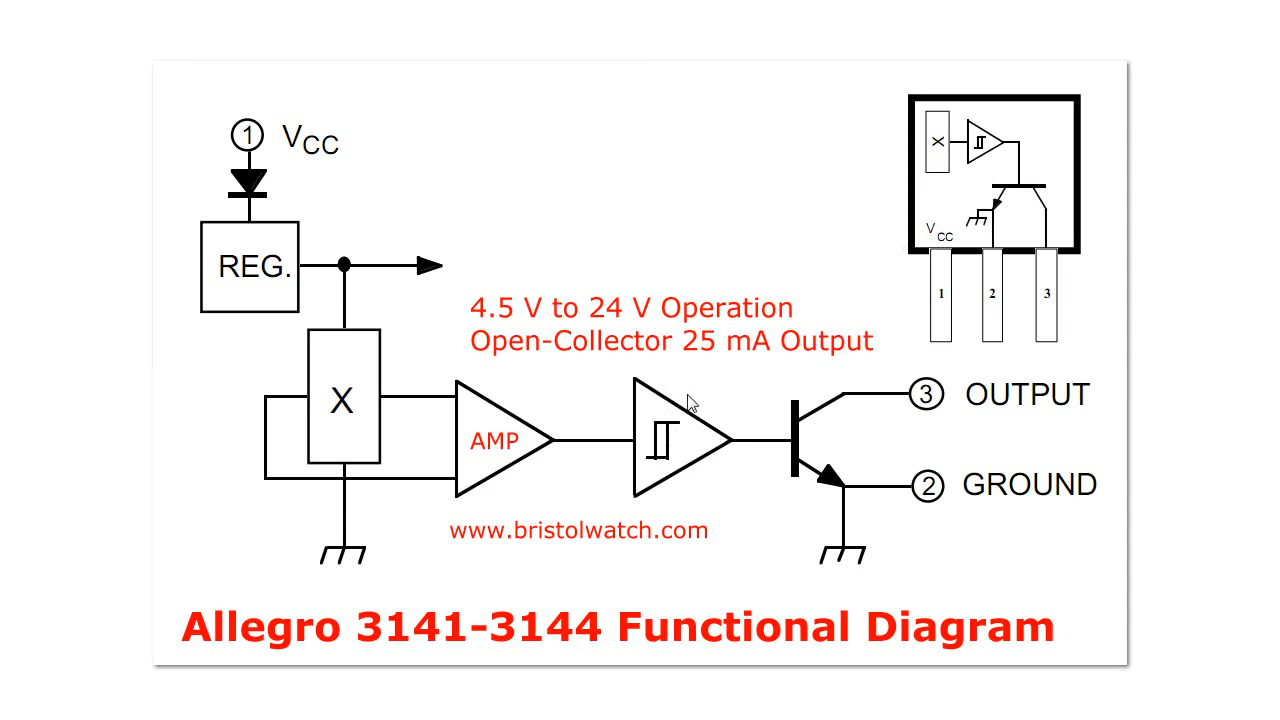 1 VCC
REG.
X
VCC
1 2 3
4.5 V to 24 V Operation
Open-Collector 25 mA Output
X
AMP
3 OUTPUT
2 GROUND
www.bristolwatch.com
Allegro 3141-3144 Functional Diagram